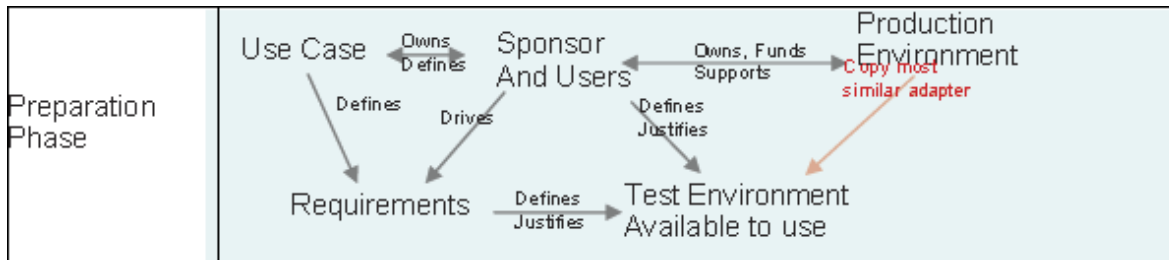 Preparation
Phase
Use Case
Owns
Defines
Sponsor
And Users
Owns, Funds
Supports
Production
Environment
Copy most
similar adapter
Defines
Drives
Defines
Justifies
Requirements
Defines
Justifies
Test Environment
Available to use